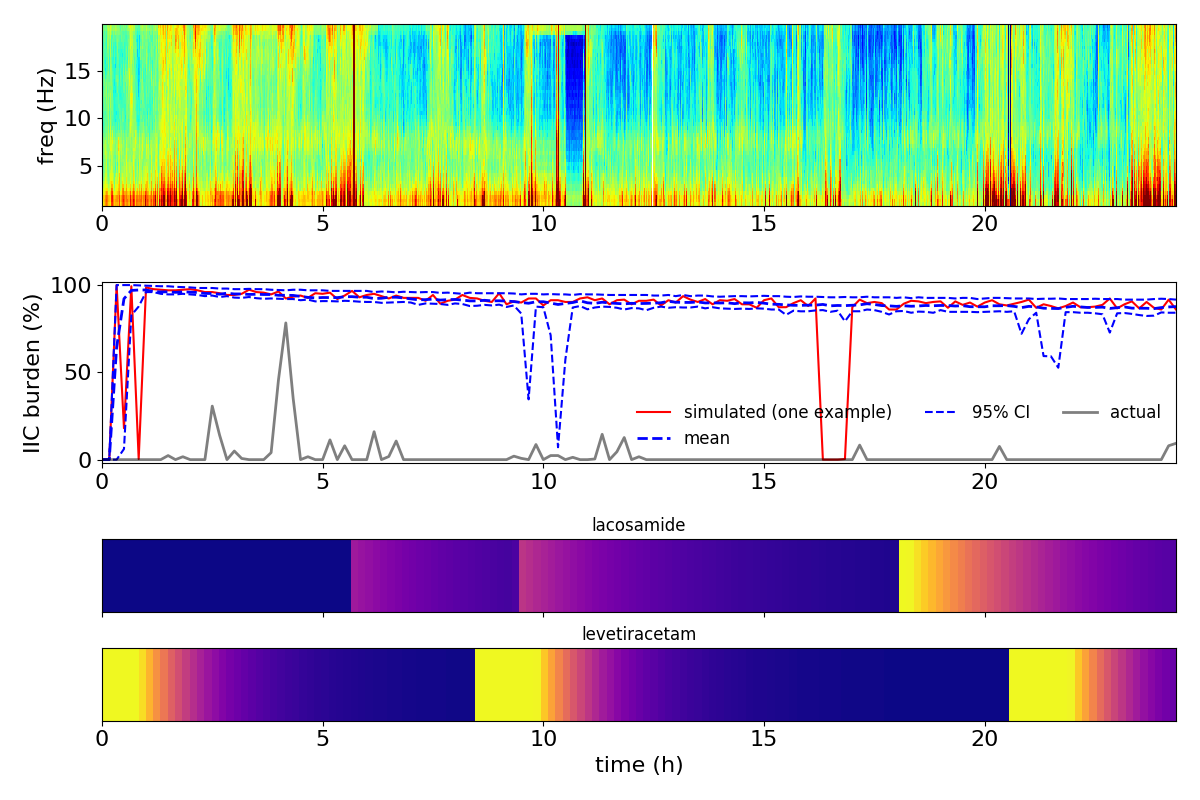 freq (Hz)
15
10
5
0 5 10 15 20
IIC burden (%)
100
50
0
simulated (one example)
mean
95% CI
actual
0 5 10 15 20
lacosamide
levetiracetam
0 5 10 15 20
time (h)